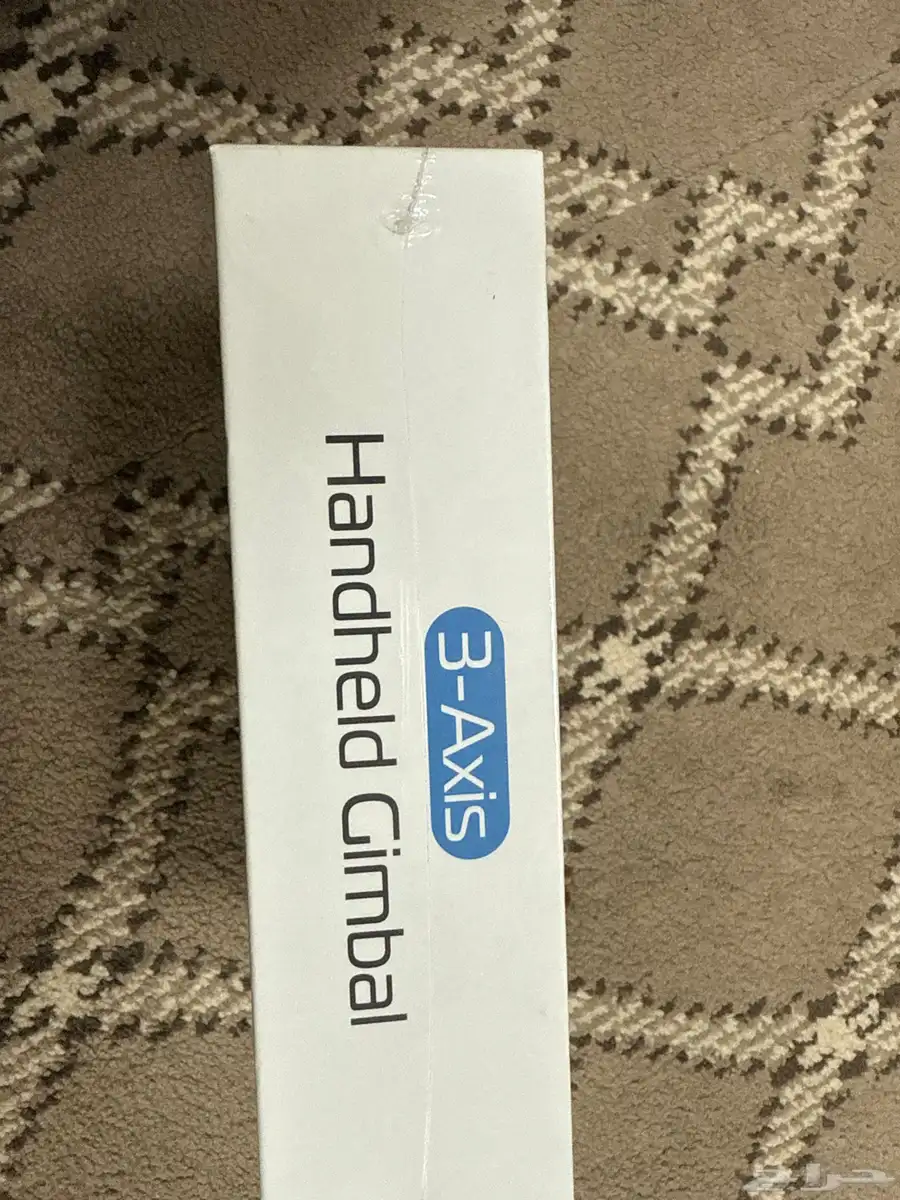 3-Axis
Handheld Gimbal
حراج